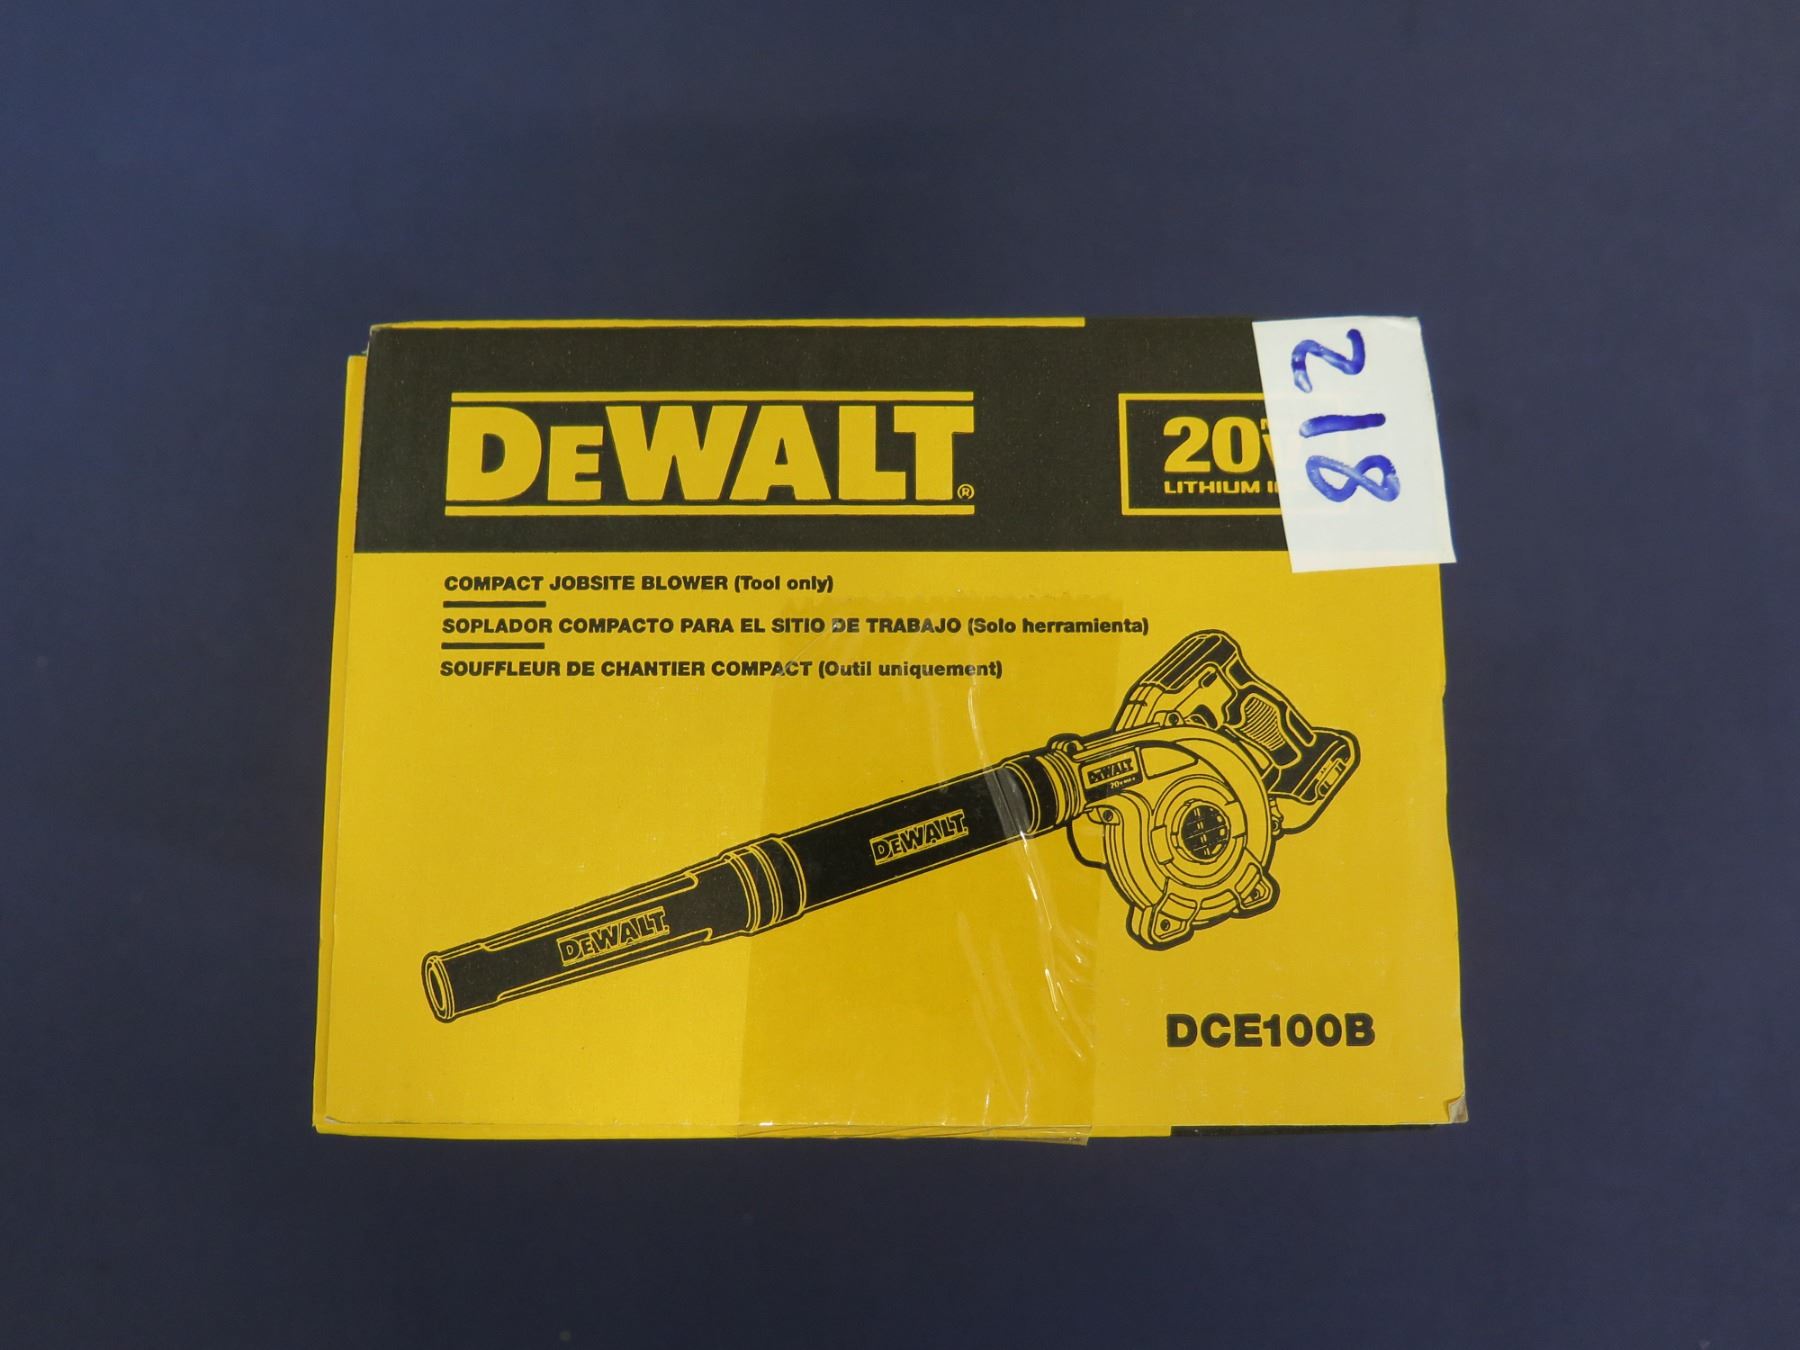 DEWALT®
20V
LITHIUM
218
COMPACT JOBSITE BLOWER (Tool only)
SOPLADOR COMPACTO PARA EL SITIO DE TRABAJO (Solo herramienta)
SOUFFLEUR DE CHANTIER COMPACT (Outil uniquement)
DEWALT
DEWALT
DEWALT
DCE100B